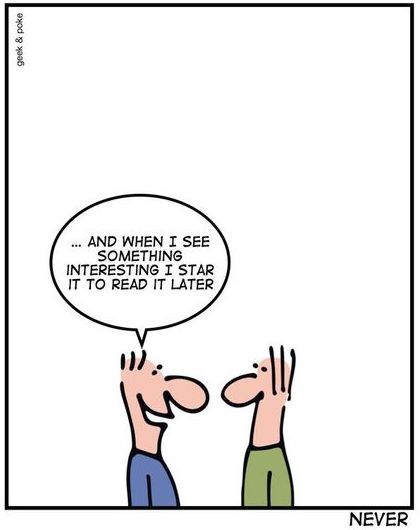 geek & poke
... AND WHEN I SEE
SOMETHING
INTERESTING I STAR
IT TO READ IT LATER
NEVER